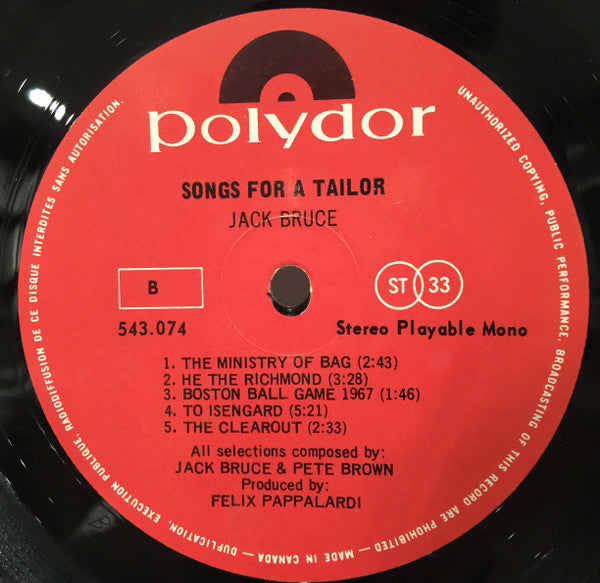 polydor
SONGS FOR A TAILOR
JACK BRUCE
B
ST 33
543.074
Stereo Playable Mono
1. THE MINISTRY OF BAG (2:43)
2. HE THE RICHMOND (3:28)
3. BOSTON BALL GAME 1967 (1:46)
4. TO ISENGARD (5:21)
5. THE CLEAROUT (2:33)
All selections composed by:
JACK BRUCE & PETE BROWN
Produced by:
FELIX PAPPALARDI
UNAUTHORIZED COPYING, PUBLIC PERFORMANCE, BROADCASTING OF THIS RECORD ARE PROHIBITED — MADE IN CANADA — DUPLICATION, EXECUTION PUBLIQUE, RADIODIFFUSION DE CE DISQUE INTERDITES SANS AUTORISATION.